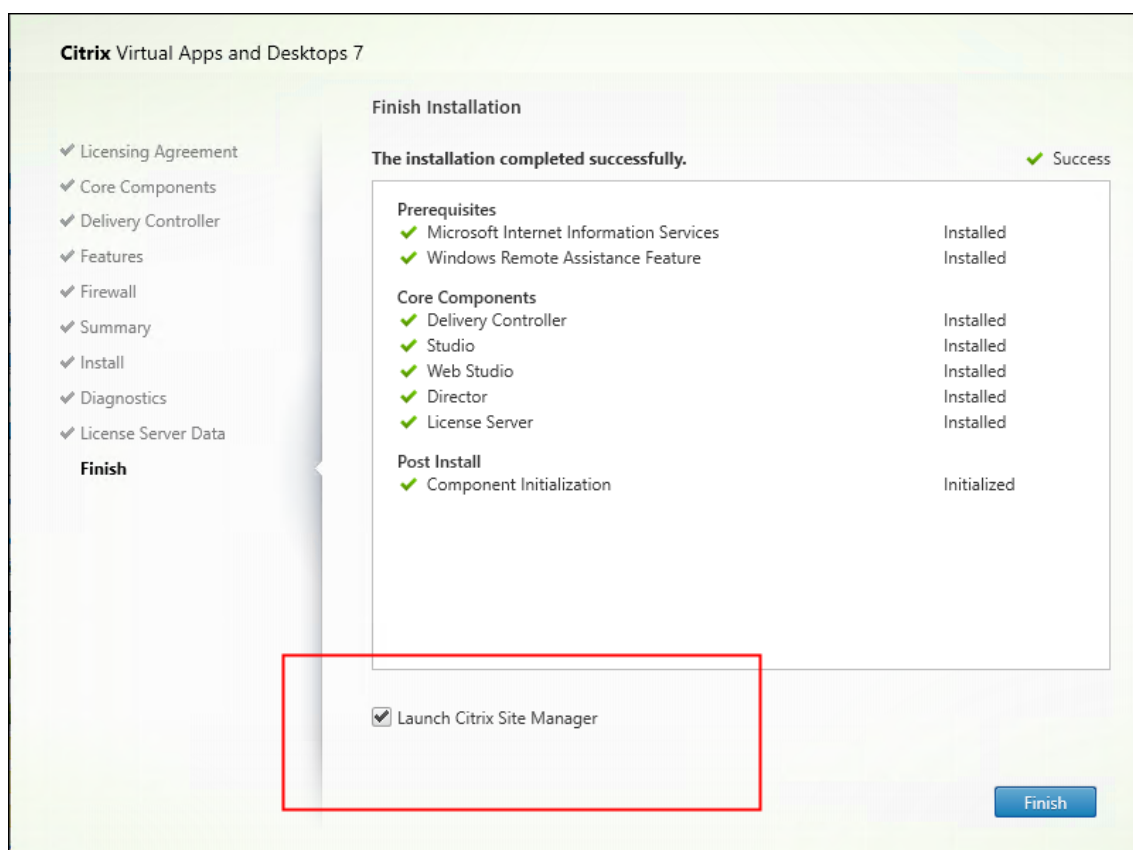 Citrix Virtual Apps and Desktops 7
Finish Installation
Licensing Agreement
Core Components
Delivery Controller
Features
Firewall
Summary
Install
Diagnostics
License Server Data
Finish
The installation completed successfully. Success
Prerequisites
Microsoft Internet Information Services Installed
Windows Remote Assistance Feature Installed
Core Components
Delivery Controller Installed
Studio Installed
Web Studio Installed
Director Installed
License Server Installed
Post Install
Component Initialization Initialized
Launch Citrix Site Manager
Finish